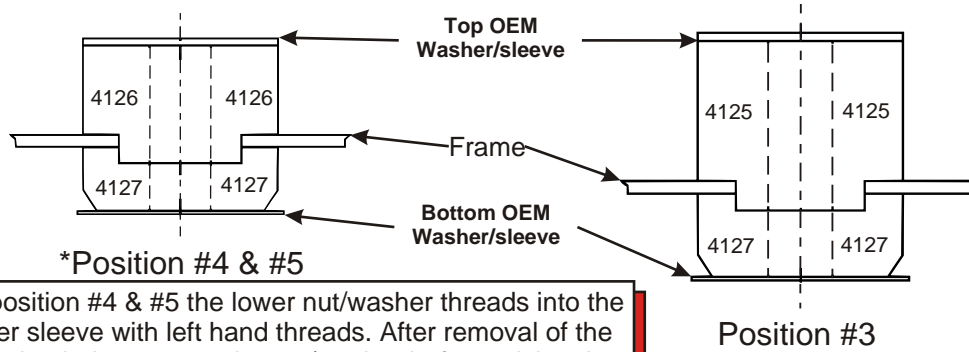 Top OEM
Washer/sleeve
4126 4126
4125 4125
Frame
4127 4127
Bottom OEM
Washer/sleeve
4127 4127
*Position #4 & #5
position #4 & #5 the lower nut/washer threads into the
sleeve with left hand threads. After removal of the
Position #3